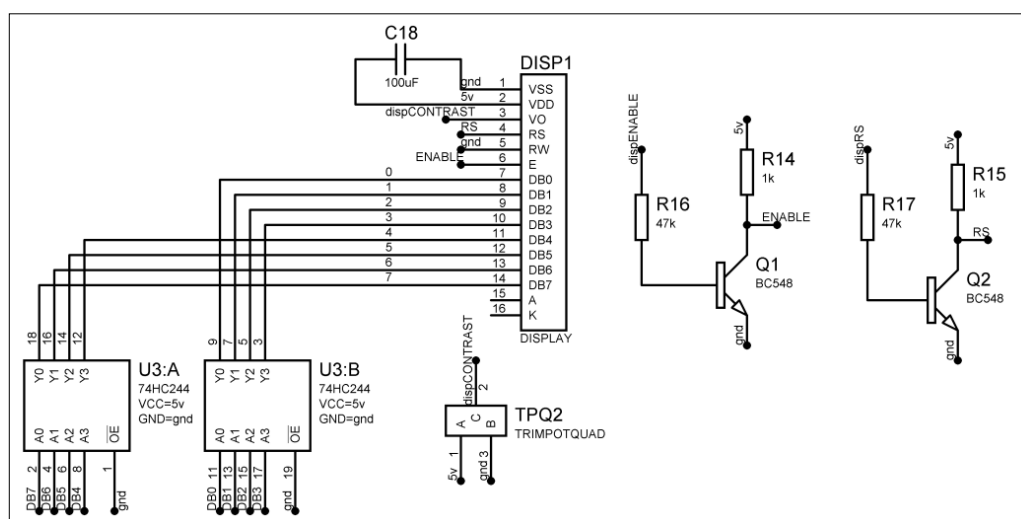 C18
100uF
DISP1
gnd 1 VSS
5v 2 VDD
dispCONTRAST 3 VO
RS 4 RS
gnd 5 RW
ENABLE 6 E
0 7 DB0
1 8 DB1
2 9 DB2
3 10 DB3
4 11 DB4
5 12 DB5
6 13 DB6
7 14 DB7
15 A
16 K
DISPLAY
dispENABLE
5v
R14
1k
R16
47k
ENABLE
Q1
BC548
gnd
dispRS
5v
R15
1k
R17
47k
RS
Q2
BC548
gnd
18 16 14 12
Y0 Y1 Y2 Y3
U3:A
74HC244
VCC=5v
GND=gnd
A0 A1 A2 A3 OE
2 4 6 8 1
DB7 DB6 DB5 DB4 gnd
9 7 5 3
Y0 Y1 Y2 Y3
U3:B
74HC244
VCC=5v
GND=gnd
A0 A1 A2 A3 OE
11 13 15 17 19
DB0 DB1 DB2 DB3 gnd
dispCONTRAST
2
A C B
TPQ2
TRIMPOTQUAD
1 3
5v gnd